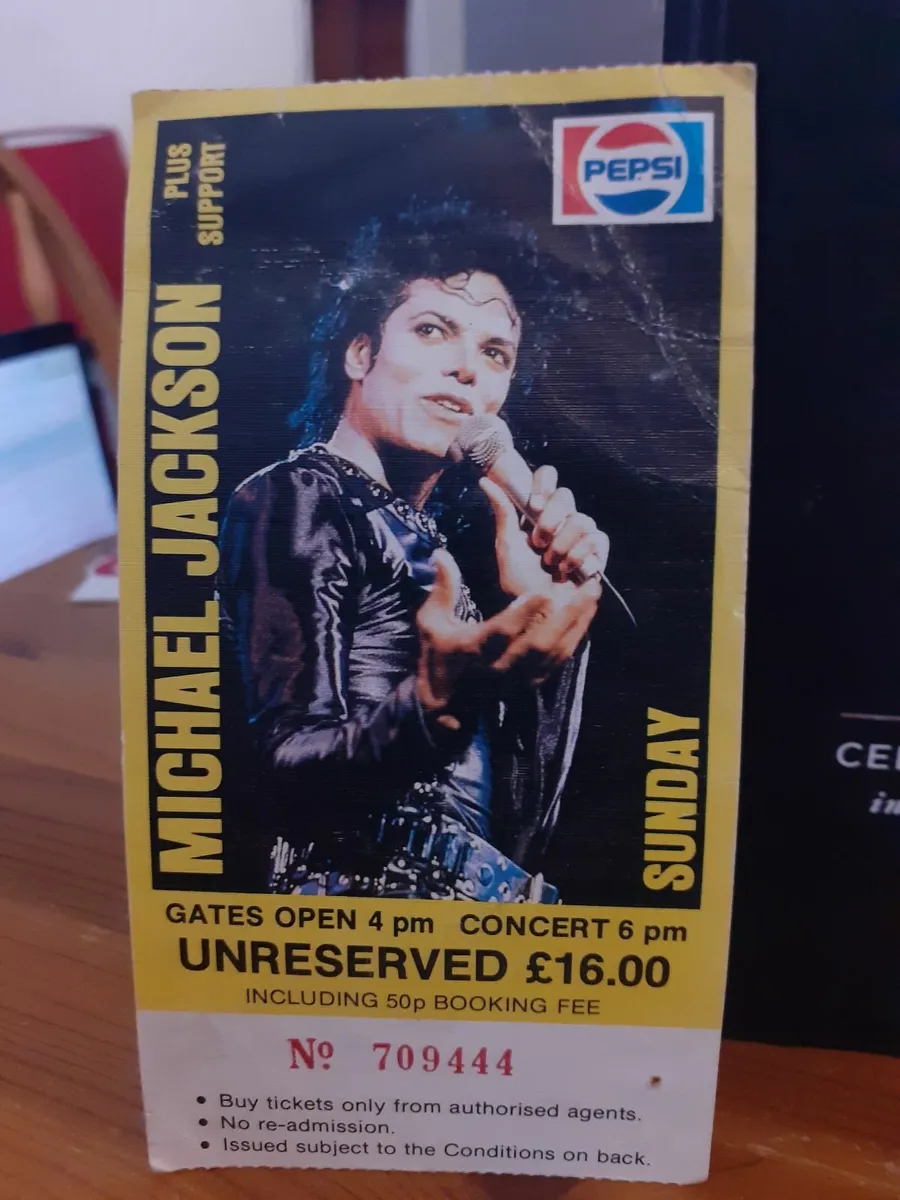 PLUS
SUPPORT
PEPSI
MICHAEL JACKSON
SUNDAY
GATES OPEN 4 pm CONCERT 6 pm
UNRESERVED £16.00
INCLUDING 50p BOOKING FEE
Nº 709444
• Buy tickets only from authorised agents.
• No re-admission.
• Issued subject to the Conditions on back.